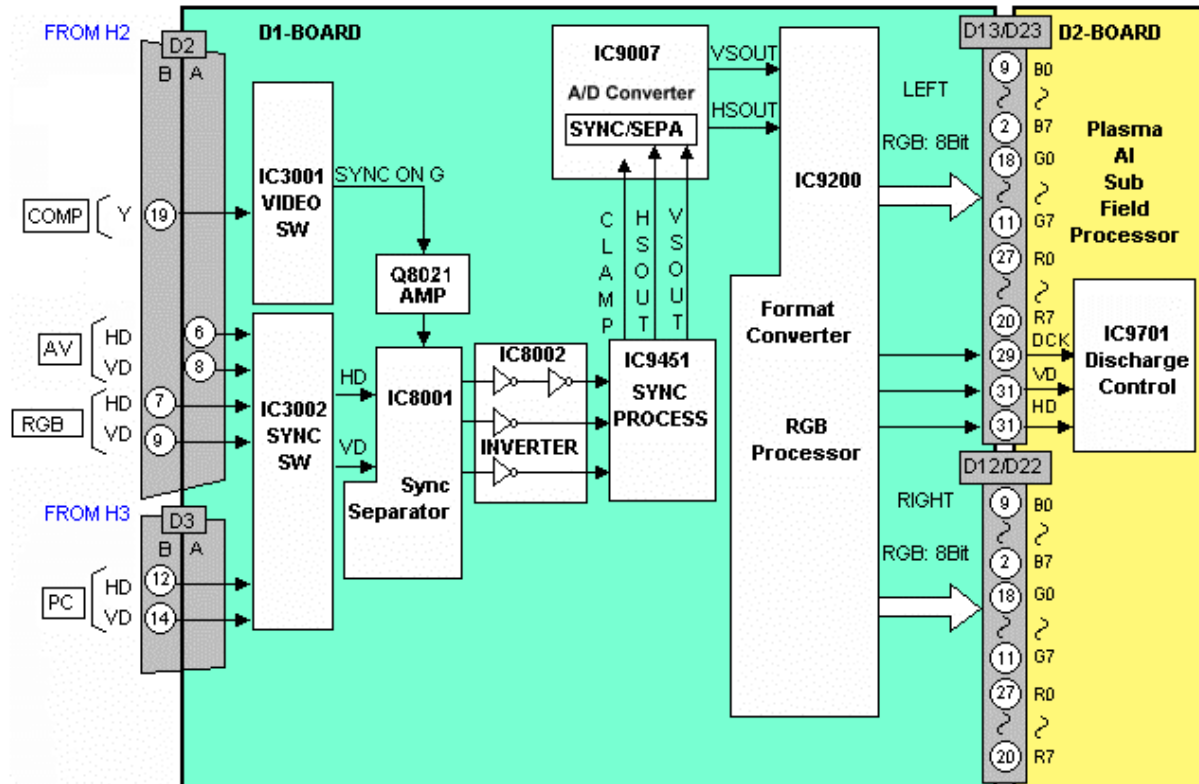 FROM H2
D2
B A
D1-BOARD
COMP
Y
19
IC3001
VIDEO
SW
SYNC ON G
Q8021
AMP
AV
HD
VD
6
8
RGB
HD
VD
7
9
IC3002
SYNC
SW
HD
VD
IC8001
Sync
Separator
IC8002
INVERTER
IC9451
SYNC
PROCESS
CLAMP
HSOUT
VSOUT
IC9007
A/D Converter
SYNC/SEPA
VSOUT
HSOUT
IC9200
Format
Converter
RGB
Processor
FROM H3
D3
B A
PC
HD
VD
12
14
LEFT
RGB: 8Bit
D13/D23
D2-BOARD
9 B0
2 B7
18 G0
11 G7
27 R0
20 R7
29 DCK
31 VD
31 HD
Plasma
AI
Sub
Field
Processor
IC9701
Discharge
Control
D12/D22
RIGHT
RGB: 8Bit
9 B0
2 B7
18 G0
11 G7
27 R0
20 R7